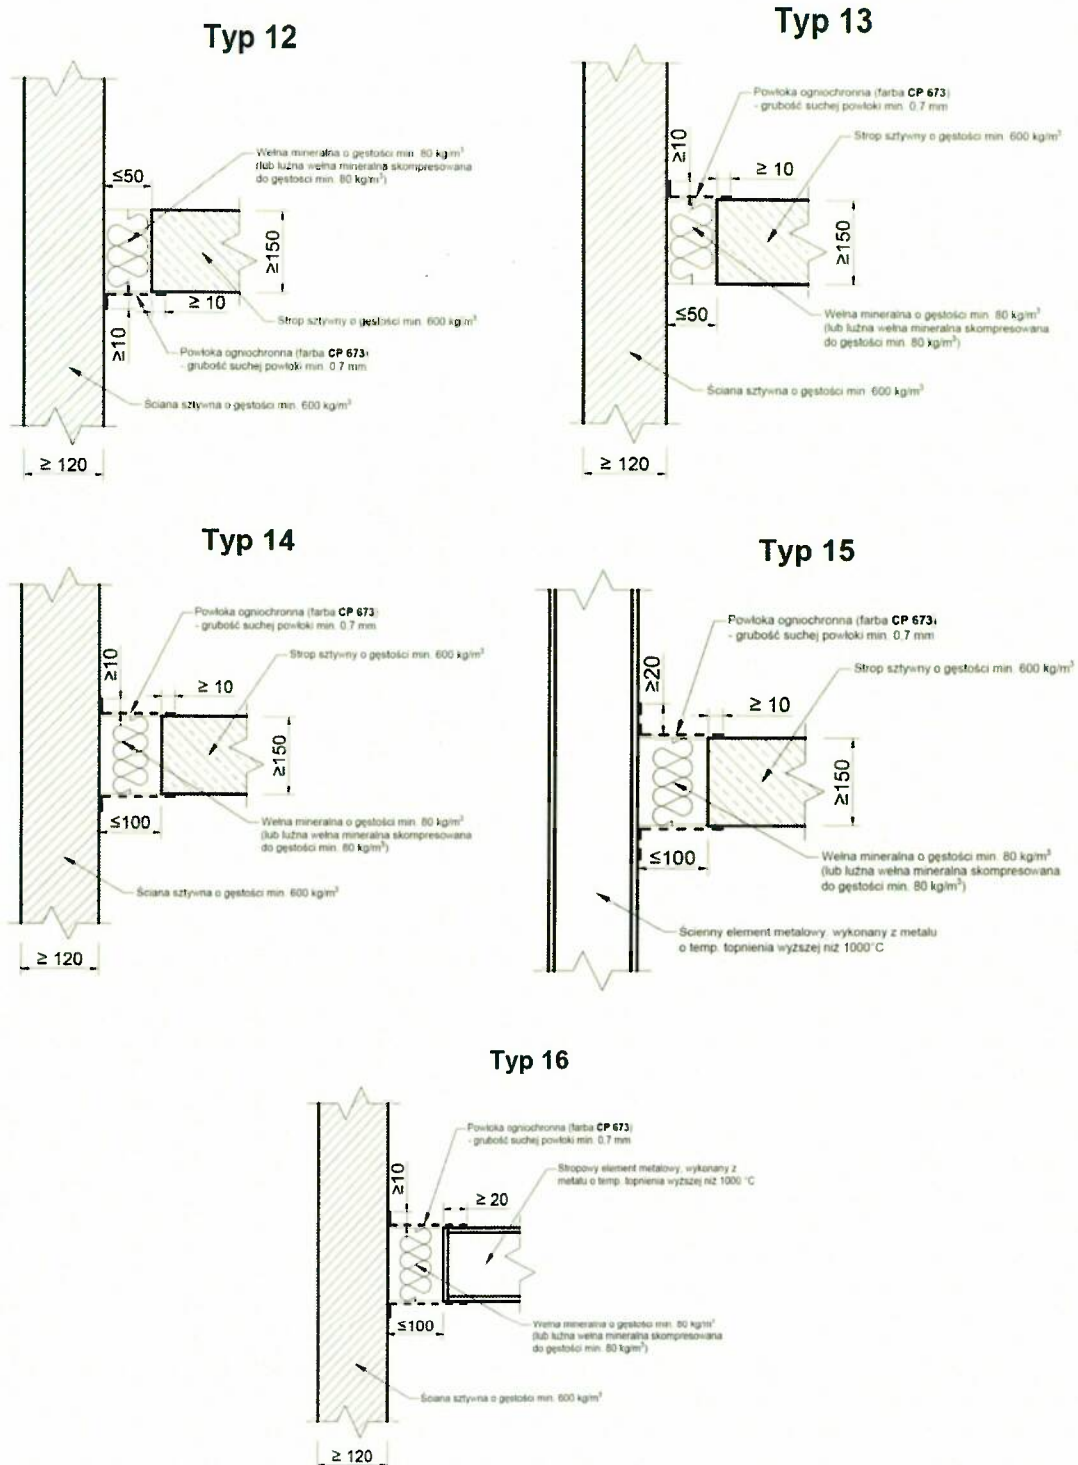 Typ 12
Wełna mineralna o gęstości min. 80 kg/m³
(lub luźna wełna mineralna skompresowana
do gęstości min. 80 kg/m³)
≤50
≥150
≥ 10
≥10
Strop sztywny o gęstości min. 600 kg/m³
Powłoka ogniochronna (farba CP 673)
- grubość suchej powłoki min. 0.7 mm
Ściana sztywna o gęstości min. 600 kg/m³
≥ 120
Typ 13
Powłoka ogniochronna (farba CP 673)
- grubość suchej powłoki min. 0.7 mm
≥10
Strop sztywny o gęstości min. 600 kg/m³
≥ 10
≥150
≤50
Wełna mineralna o gęstości min. 80 kg/m³
(lub luźna wełna mineralna skompresowana
do gęstości min. 80 kg/m³)
Ściana sztywna o gęstości min. 600 kg/m³
≥ 120
Typ 14
Powłoka ogniochronna (farba CP 673)
- grubość suchej powłoki min. 0.7 mm
≥10
Strop sztywny o gęstości min. 600 kg/m³
≥ 10
≥150
≤100
Wełna mineralna o gęstości min. 80 kg/m³
(lub luźna wełna mineralna skompresowana
do gęstości min. 80 kg/m³)
Ściana sztywna o gęstości min. 600 kg/m³
≥ 120
Typ 15
Powłoka ogniochronna (farba CP 673)
- grubość suchej powłoki min. 0.7 mm
≥20
Strop sztywny o gęstości min. 600 kg/m³
≥ 10
≥150
≤100
Wełna mineralna o gęstości min. 80 kg/m³
(lub luźna wełna mineralna skompresowana
do gęstości min. 80 kg/m³)
Ścienny element metalowy, wykonany z metalu
o temp. topnienia wyższej niż 1000°C
Typ 16
Powłoka ogniochronna (farba CP 673)
- grubość suchej powłoki min. 0.7 mm
≥10
Stropowy element metalowy, wykonany z
metalu o temp. topnienia wyższej niż 1000 °C
≥ 20
≤100
Wełna mineralna o gęstości min. 80 kg/m³
(lub luźna wełna mineralna skompresowana
do gęstości min. 80 kg/m³)
Ściana sztywna o gęstości min. 600 kg/m³
≥ 120